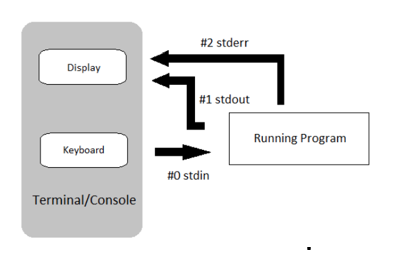 #2 stderr
Display
#1 stdout
Running Program
Keyboard
#0 stdin
Terminal/Console